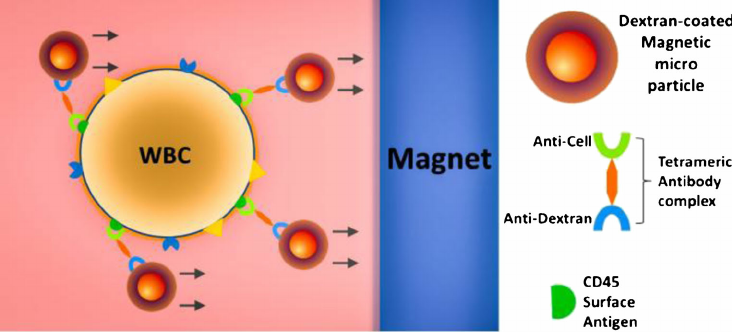 WBC
Magnet
Dextran-coated
Magnetic
micro
particle
Anti-Cell
Anti-Dextran
Tetrameric
Antibody
complex
CD45
Surface
Antigen